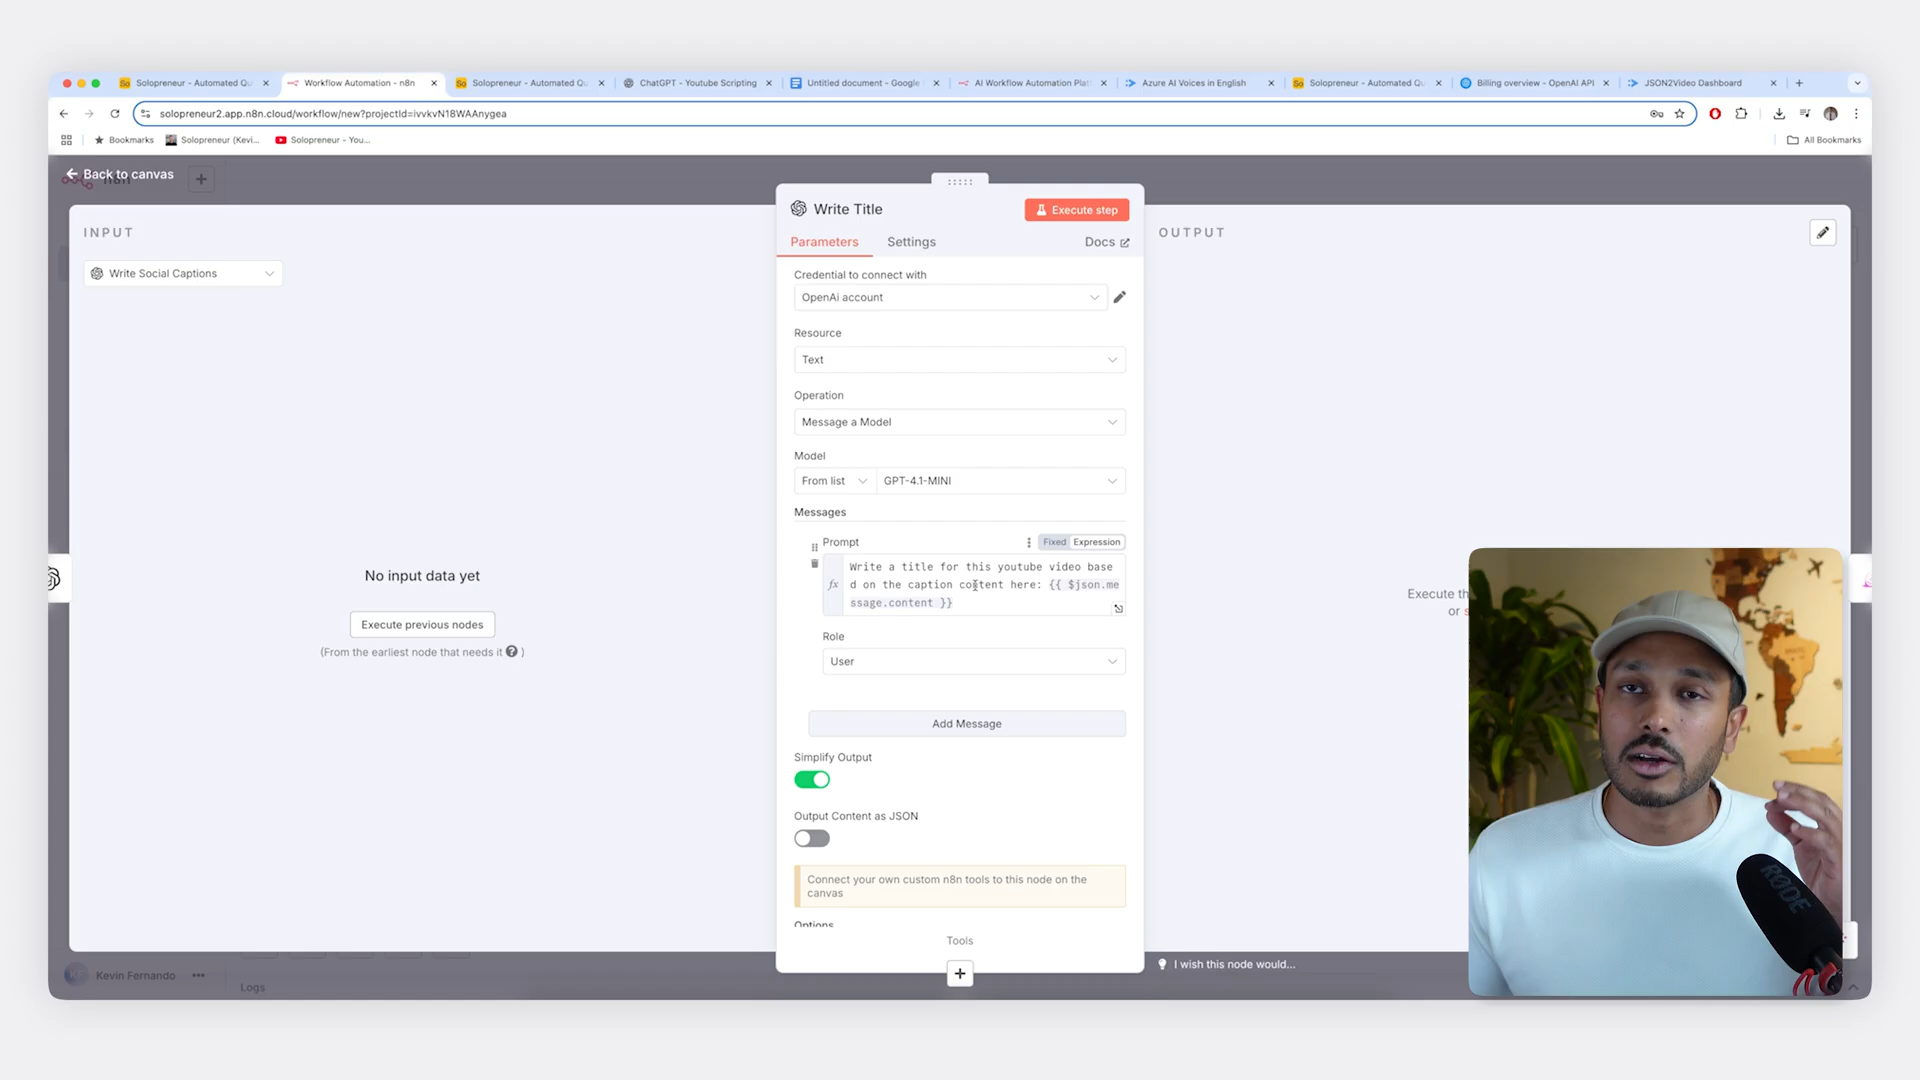 Solopreneur - Automated Qu
Workflow Automation - n8n
Solopreneur - Automated Qu
ChatGPT - Youtube Scripting
Untitled document - Google
AI Workflow Automation Plat
Azure AI Voices in English
Solopreneur - Automated Qu
Billing overview - OpenAI API
JSON2Video Dashboard
solopreneur2.app.n8n.cloud/workflow/new?projectId=ivvkvN18WAAnygea
Bookmarks
Solopreneur (Kevi...
Solopreneur - You...
All Bookmarks
Back to canvas
Write Title
Execute step
INPUT
OUTPUT
Parameters
Settings
Docs
Write Social Captions
Credential to connect with
OpenAi account
Resource
Text
Operation
Message a Model
Model
From list
GPT-4.1-MINI
Messages
Prompt
Fixed
Expression
fx
Write a title for this youtube video base
d on the caption content here: {{ $json.me
ssage.content }}
No input data yet
Execute previous nodes
(From the earliest node that needs it ? )
Execute th
or
Role
User
Add Message
Simplify Output
Output Content as JSON
Connect your own custom n8n tools to this node on the
canvas
Options
Tools
I wish this node would...
Kevin Fernando
Logs
RODE